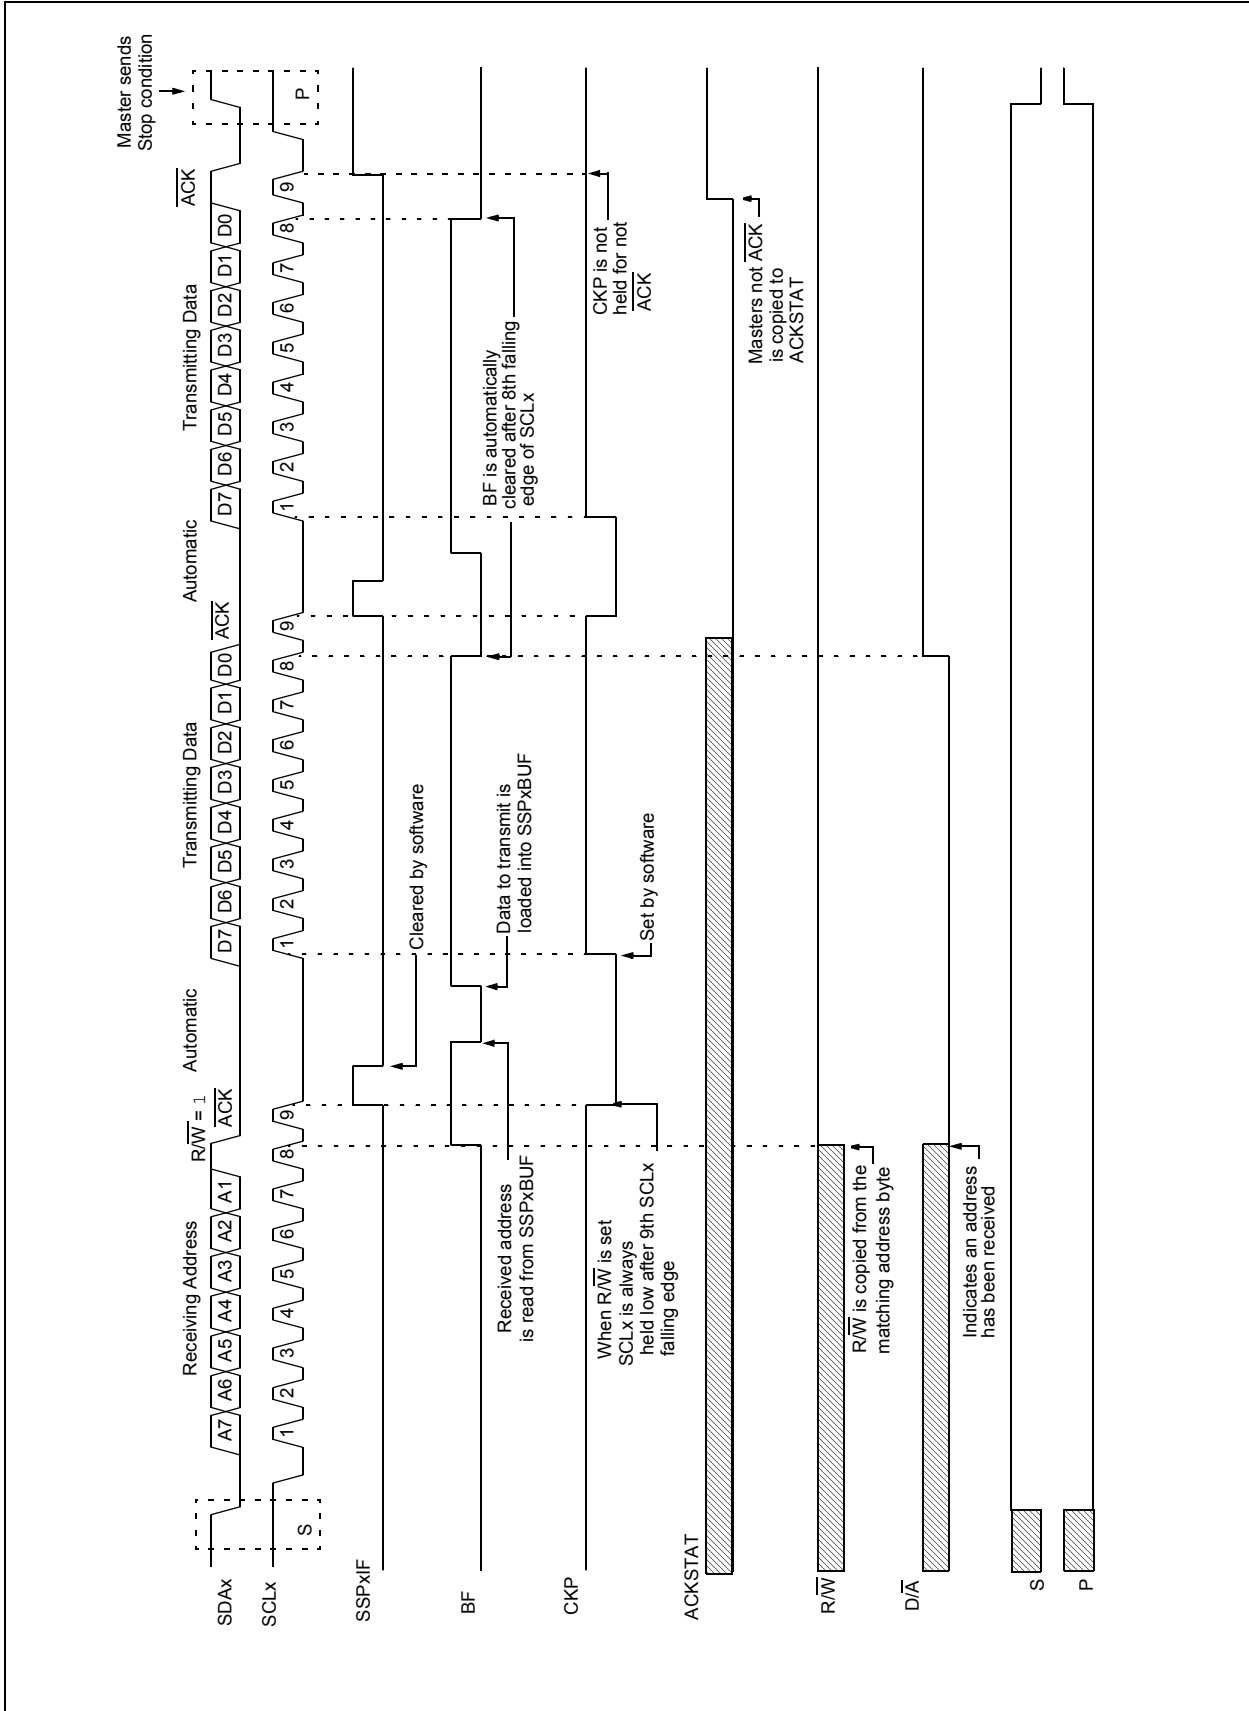 Master sends
Stop condition
Receiving Address
R/W = 1
Automatic
Transmitting Data
Automatic
Transmitting Data
ACK
ACK
ACK
SDAx
A7 A6 A5 A4 A3 A2 A1
D7 D6 D5 D4 D3 D2 D1 D0
D7 D6 D5 D4 D3 D2 D1 D0
SCLx
S
1 2 3 4 5 6 7 8 9
1 2 3 4 5 6 7 8 9
1 2 3 4 5 6 7 8 9
P
SSPxIF
Cleared by software
BF
Received address
is read from SSPxBUF
Data to transmit is
loaded into SSPxBUF
BF is automatically
cleared after 8th falling
edge of SCLx
CKP
When R/W is set
SCLx is always
held low after 9th SCLx
falling edge
Set by software
CKP is not
held for not
ACK
ACKSTAT
Masters not ACK
is copied to
ACKSTAT
R/W
R/W is copied from the
matching address byte
D/A
Indicates an address
has been received
S
P